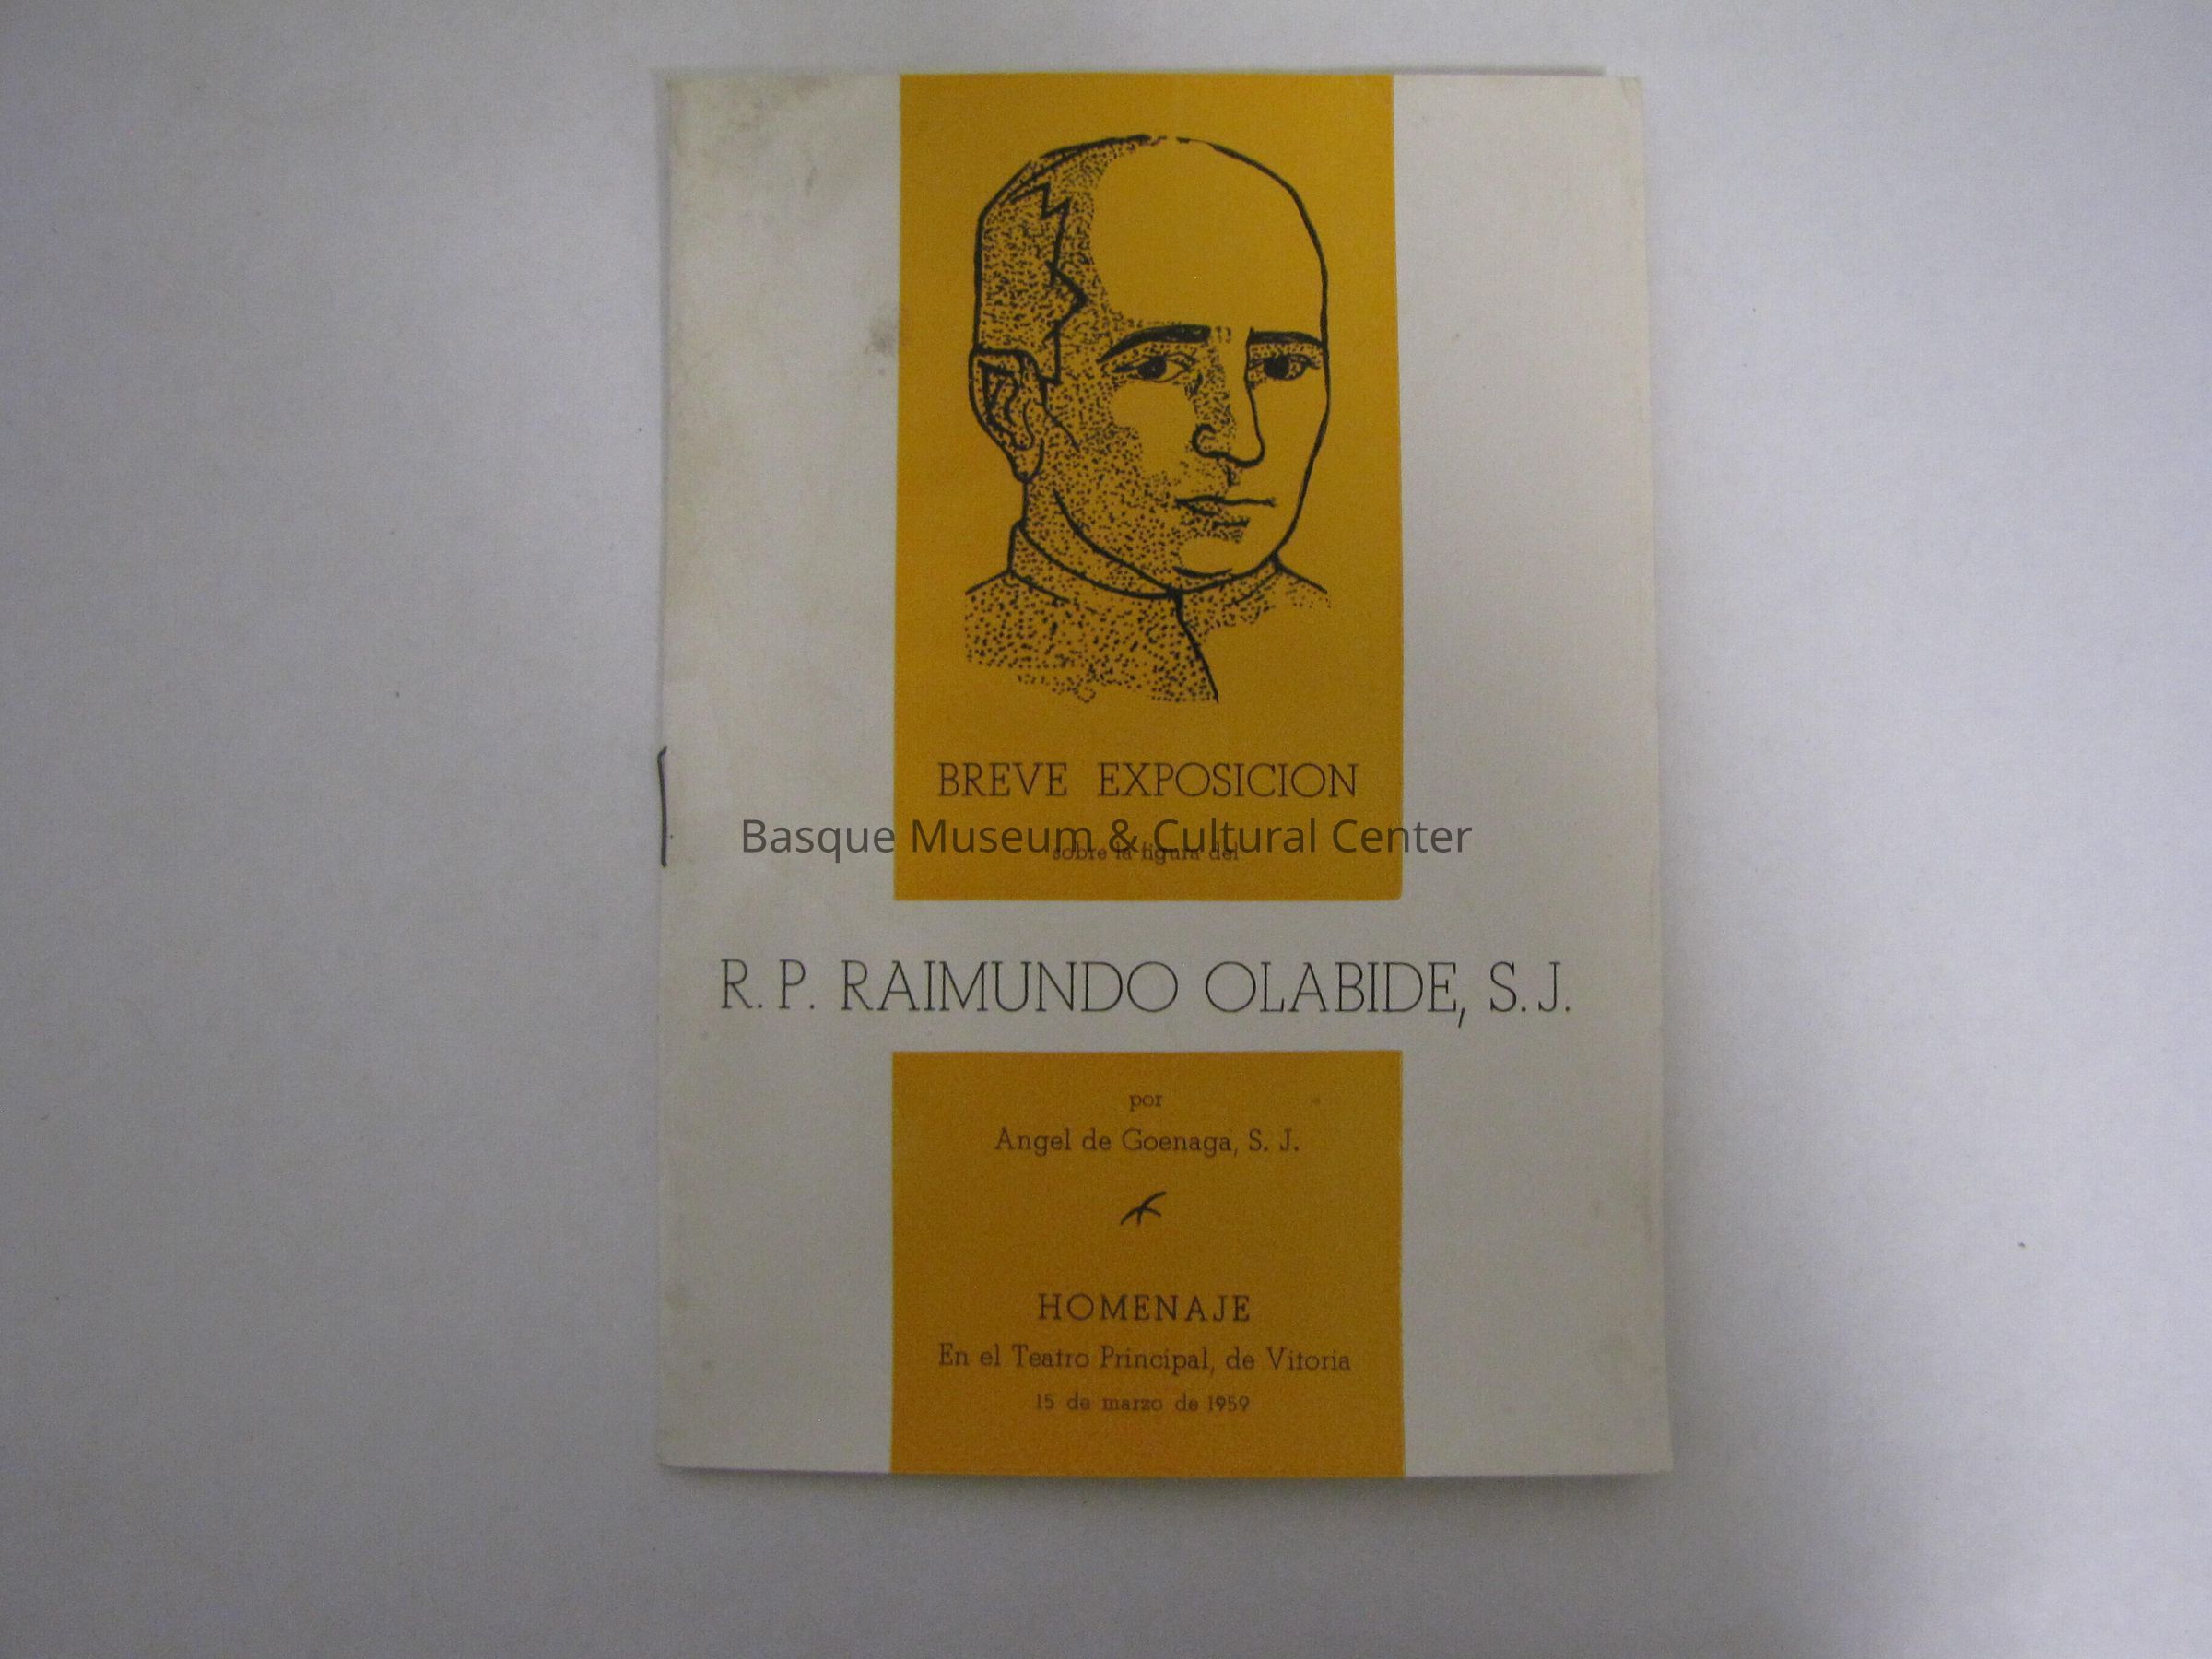 BREVE EXPOSICION
Basque Museum & Cultural Center
sobre la figura del
R. P. RAIMUNDO OLABIDE, S. J.
por
Angel de Goenaga, S. J.
HOMENAJE
En el Teatro Principal, de Vitoria
15 de marzo de 1959